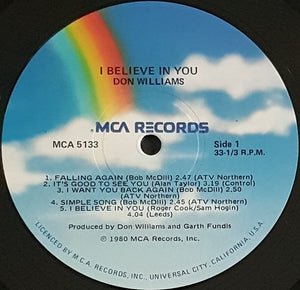 I BELIEVE IN YOU
DON WILLIAMS
MCA RECORDS
MCA 5133
Side 1
33-1/3 R.P.M.
1. FALLING AGAIN (Bob McDill) 2.47 (ATV Northern)
2. IT'S GOOD TO SEE YOU (Alan Taylor) 3.19 (Control)
3. I WANT YOU BACK AGAIN (Bob McDill) 2.50
(ATV Northern)
4. SIMPLE SONG (Bob McDill) 2.45 (ATV Northern)
5. I BELIEVE IN YOU (Roger Cook/Sam Hogin)
4.04 (Leeds)
Produced by Don Williams and Garth Fundis
℗ 1980 MCA Records, Inc.
LICENCED BY M.C.A. RECORDS, INC., UNIVERSAL CITY, CALIFORNIA, U.S.A.